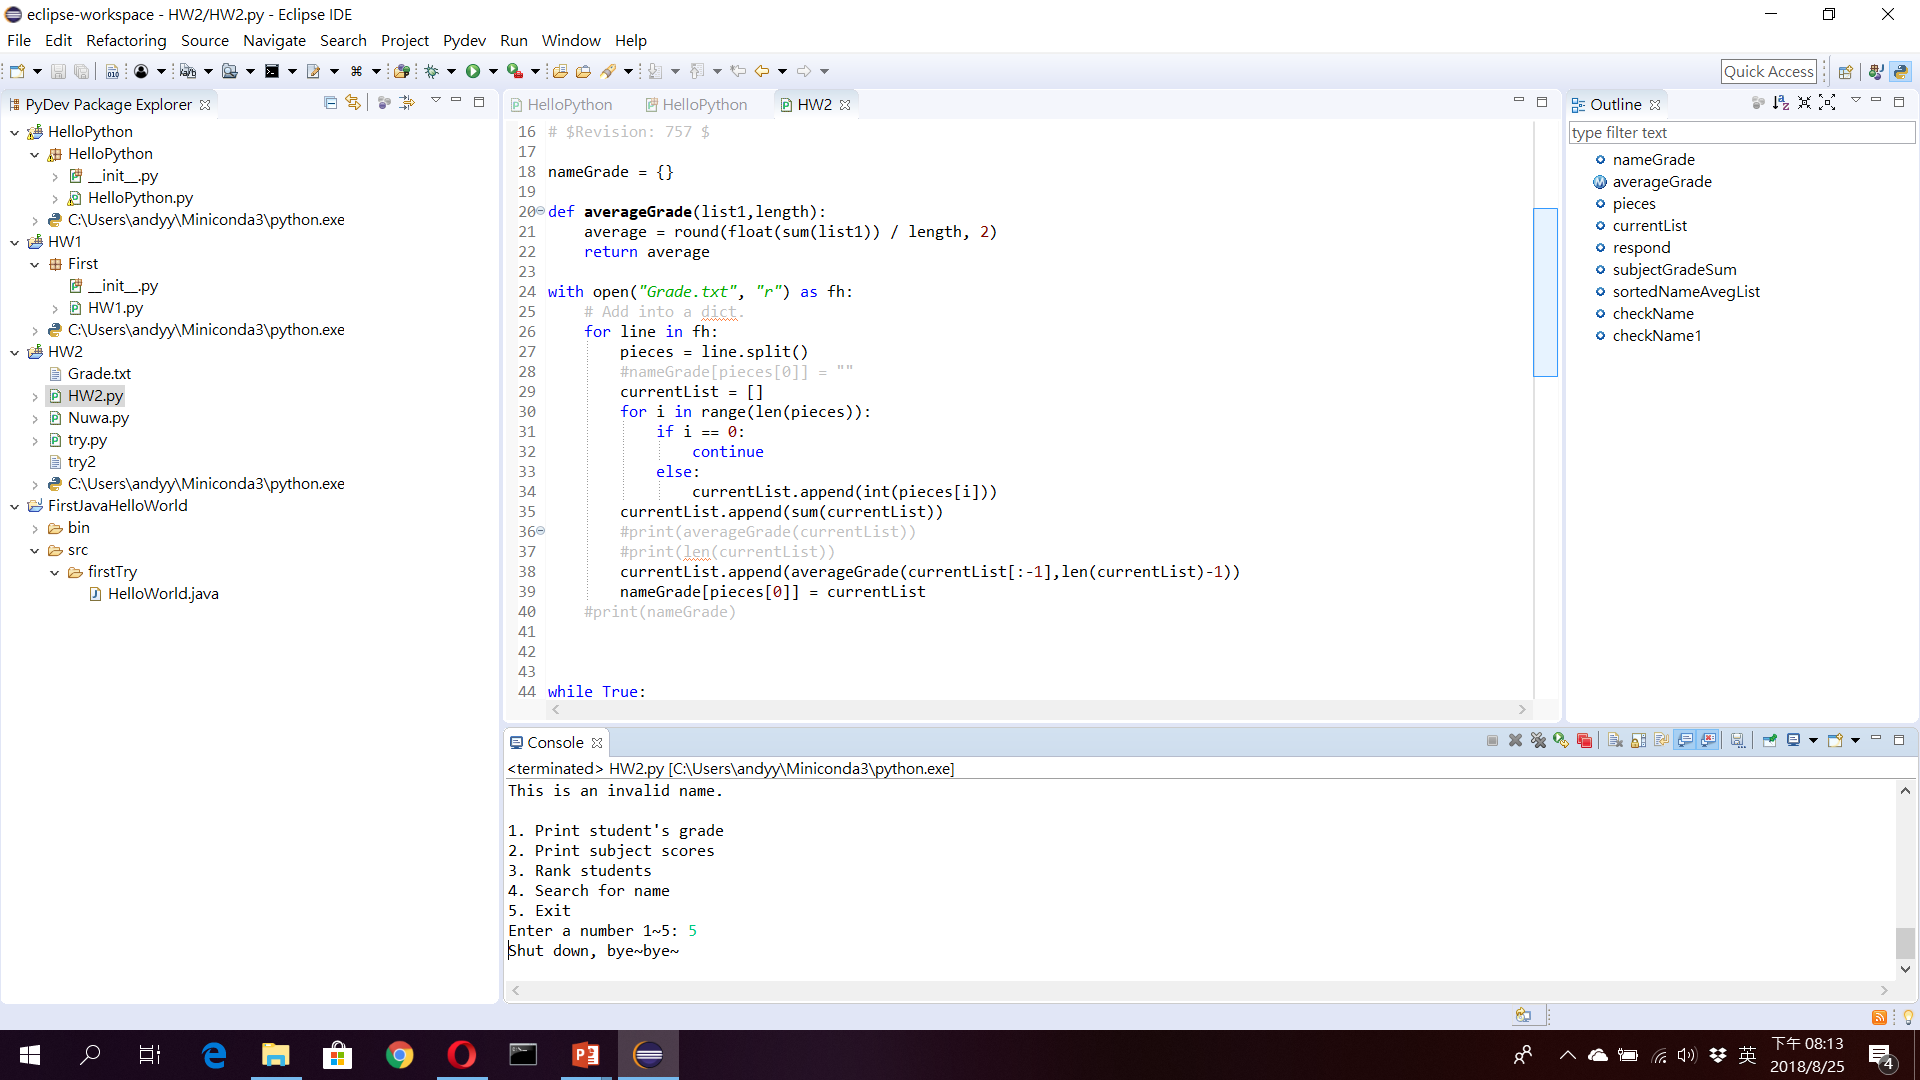 eclipse-workspace - HW2/HW2.py - Eclipse IDE
File Edit Refactoring Source Navigate Search Project Pydev Run Window Help
Quick Access
PyDev Package Explorer
HelloPython
HelloPython
__init__.py
HelloPython.py
C:\Users\andyy\Miniconda3\python.exe
HW1
First
__init__.py
HW1.py
C:\Users\andyy\Miniconda3\python.exe
HW2
Grade.txt
HW2.py
Nuwa.py
try.py
try2
C:\Users\andyy\Miniconda3\python.exe
FirstJavaHelloWorld
bin
src
firstTry
HelloWorld.java
HelloPython HelloPython HW2
16 # $Revision: 757 $
17
18 nameGrade = {}
19
20 def averageGrade(list1,length):
21     average = round(float(sum(list1)) / length, 2)
22     return average
23
24 with open("Grade.txt", "r") as fh:
25     # Add into a dict.
26     for line in fh:
27         pieces = line.split()
28         #nameGrade[pieces[0]] = ""
29         currentList = []
30         for i in range(len(pieces)):
31             if i == 0:
32                 continue
33             else:
34                 currentList.append(int(pieces[i]))
35         currentList.append(sum(currentList))
36         #print(averageGrade(currentList))
37         #print(len(currentList))
38         currentList.append(averageGrade(currentList[:-1],len(currentList)-1))
39         nameGrade[pieces[0]] = currentList
40     #print(nameGrade)
41
42
43
44 while True:
Outline
type filter text
nameGrade
averageGrade
pieces
currentList
respond
subjectGradeSum
sortedNameAvegList
checkName
checkName1
Console
<terminated> HW2.py [C:\Users\andyy\Miniconda3\python.exe]
This is an invalid name.
1. Print student's grade
2. Print subject scores
3. Rank students
4. Search for name
5. Exit
Enter a number 1~5: 5
Shut down, bye~bye~
英
下午 08:13
2018/8/25
4